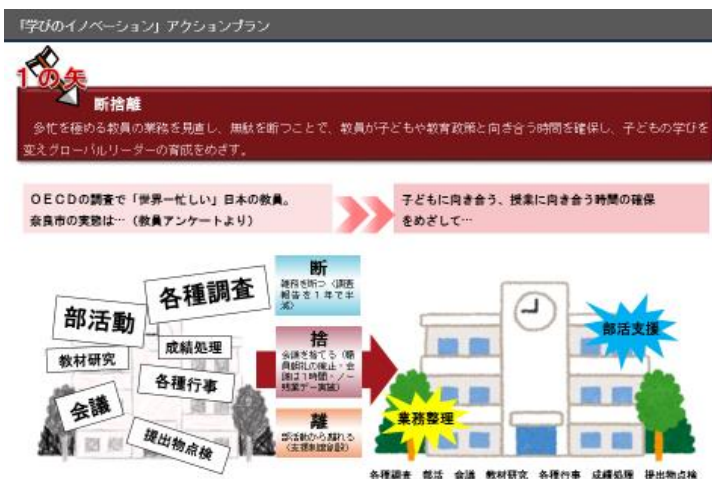 「学びのイノベーション」アクションプラン
1の矢
断捨離
多忙を極める教員の業務を見直し、無駄を断つことで、教員が子どもや教育政策と向き合う時間を確保し、子どもの学びを
変えグローバルリーダーの育成をめざす。
OECDの調査で「世界一忙しい」日本の教員。
奈良市の実態は…（教員アンケートより）
子どもに向き合う、授業に向き合う時間の確保
をめざして…
各種調査
部活動
成績処理
教材研究
各種行事
会議
提出物点検
断
雑務を断つ（調査
報告を１年で半
減）
捨
会議を捨てる（職
員朝礼の廃止・会
議は１時間・ノー
残業デー実施）
離
部活動から離れる
（支援制度創設）
部活支援
業務整理
各種調査　部活　会議　教材研究　各種行事　成績処理　提出物点検